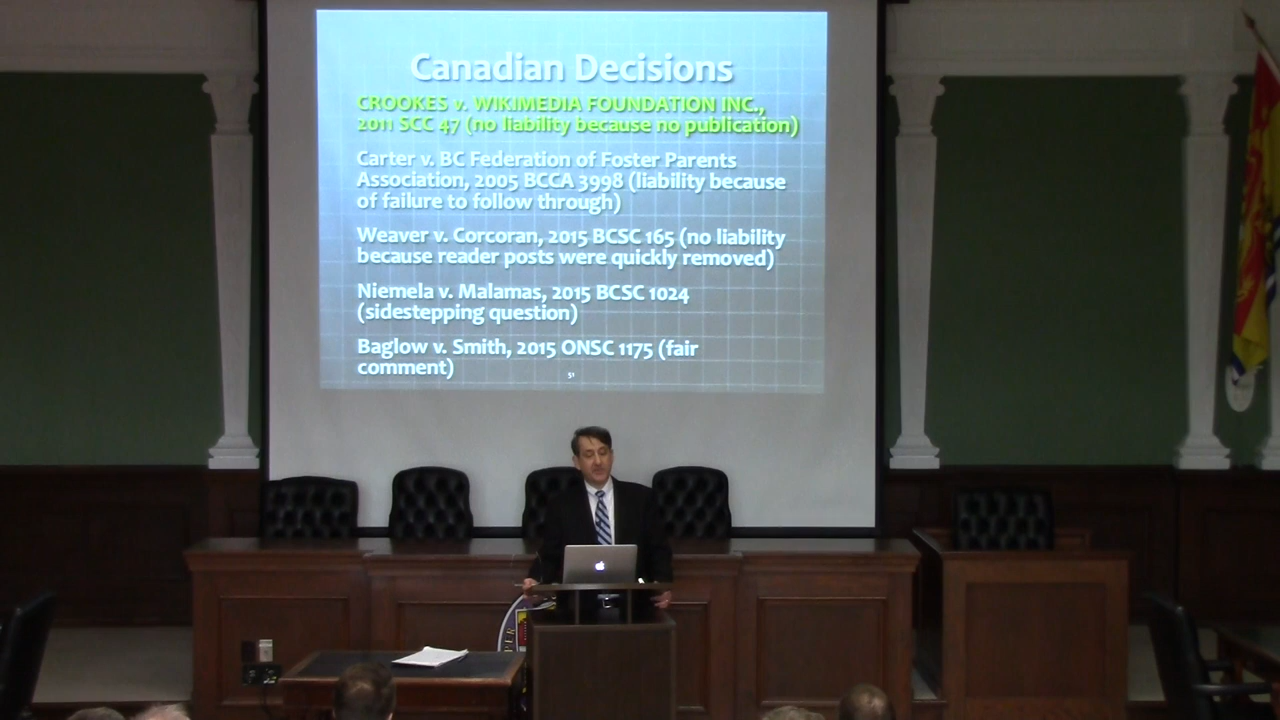 Canadian Decisions
CROOKES v. WIKIMEDIA FOUNDATION INC.,
2011 SCC 47 (no liability because no publication)
Carter v. BC Federation of Foster Parents
Association, 2005 BCCA 3998 (liability because
of failure to follow through)
Weaver v. Corcoran, 2015 BCSC 165 (no liability
because reader posts were quickly removed)
Niemela v. Malamas, 2015 BCSC 1024
(sidestepping question)
Baglow v. Smith, 2015 ONSC 1175 (fair
comment)
51